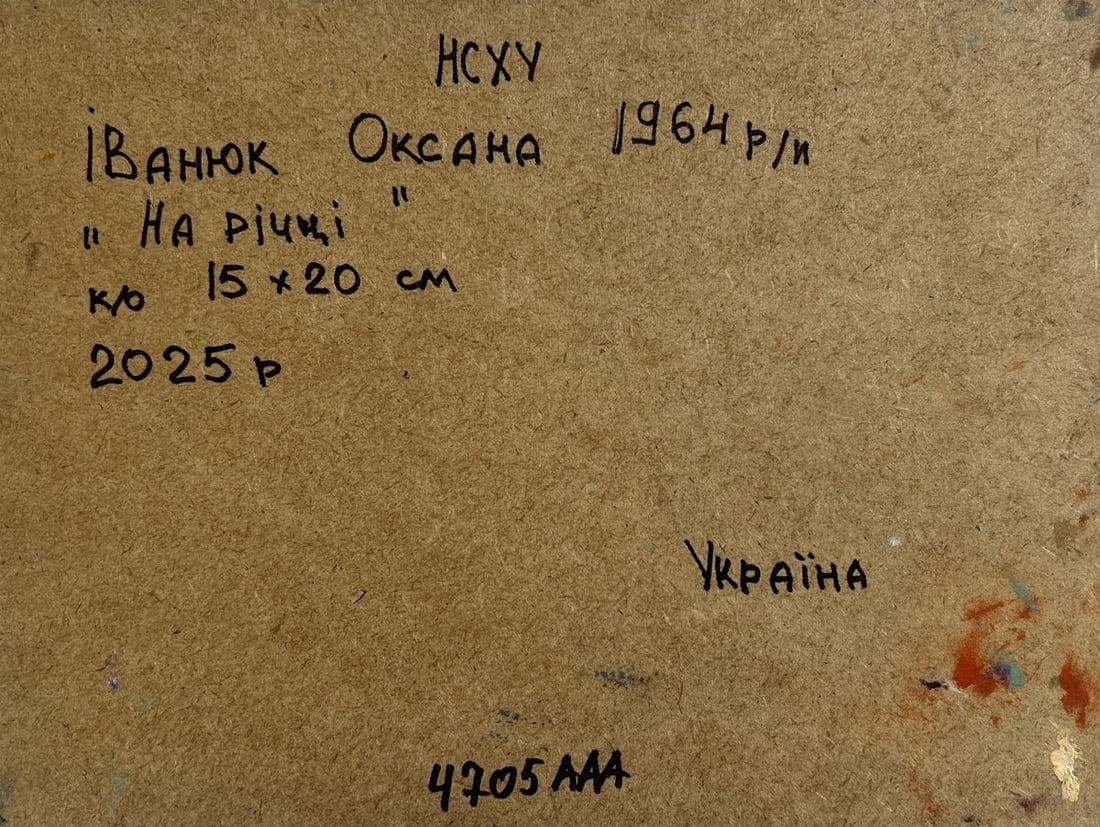 НСХУ
Іванюк Оксана 1964 р/н
„ На річці "
к/о 15 х 20 см
2025 р
Україна
4705 ААА